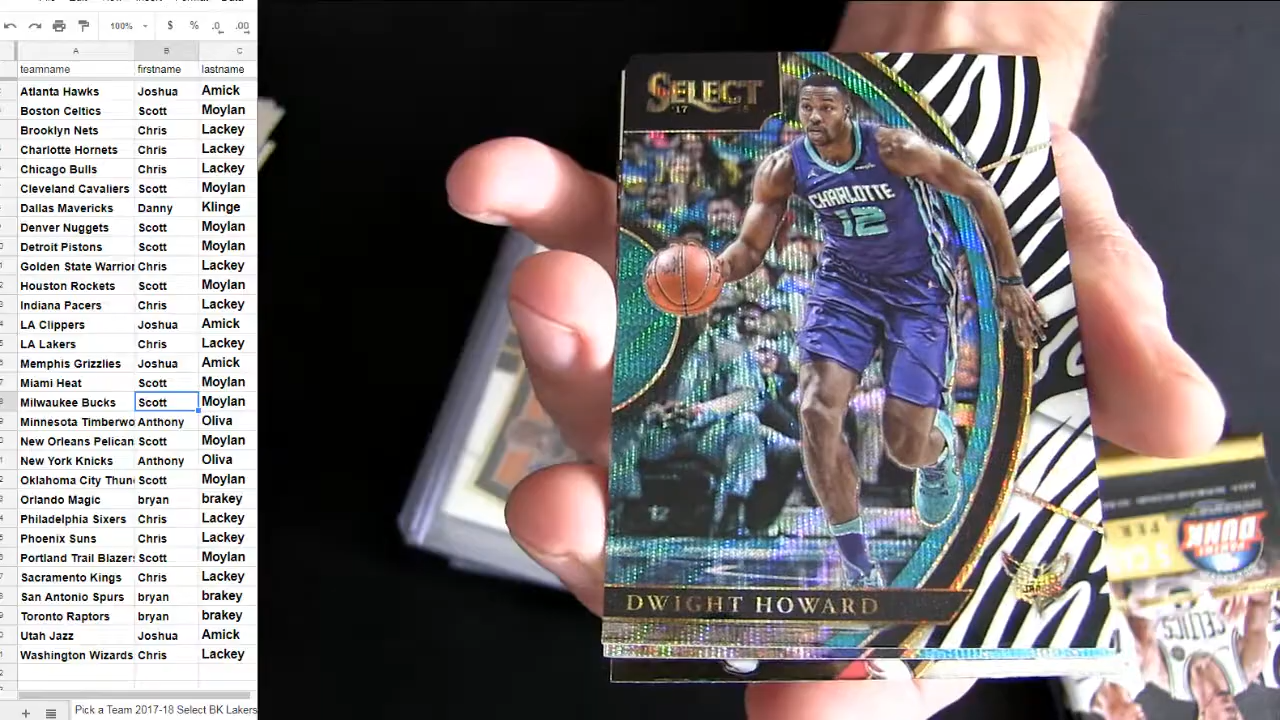 100% $ % .0 .00
A B C
teamname firstname lastname
Atlanta Hawks Joshua Amick
Boston Celtics Scott Moylan
Brooklyn Nets Chris Lackey
Charlotte Hornets Chris Lackey
Chicago Bulls Chris Lackey
Cleveland Cavaliers Scott Moylan
Dallas Mavericks Danny Klinge
Denver Nuggets Scott Moylan
Detroit Pistons Scott Moylan
Golden State Warrior Chris Lackey
Houston Rockets Scott Moylan
Indiana Pacers Chris Lackey
LA Clippers Joshua Amick
LA Lakers Chris Lackey
Memphis Grizzlies Joshua Amick
Miami Heat Scott Moylan
Milwaukee Bucks Scott Moylan
Minnesota Timberwo Anthony Oliva
New Orleans Pelican Scott Moylan
New York Knicks Anthony Oliva
Oklahoma City Thun Scott Moylan
Orlando Magic bryan brakey
Philadelphia Sixers Chris Lackey
Phoenix Suns Chris Lackey
Portland Trail Blazers Scott Moylan
Sacramento Kings Chris Lackey
San Antonio Spurs bryan brakey
Toronto Raptors bryan brakey
Utah Jazz Joshua Amick
Washington Wizards Chris Lackey
Pick a Team 2017-18 Select BK Lakers
SELECT
'17
CHARLOTTE
12
DWIGHT HOWARD
DUNK
CELTICS